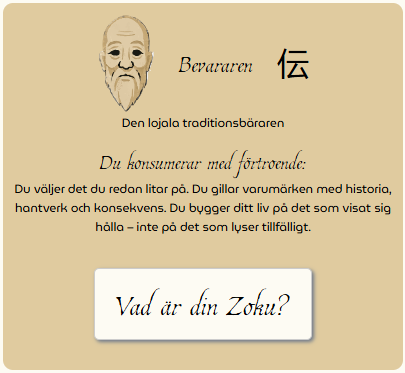 Bevararen 伝
Den lojala traditionsbäraren
Du konsumerar med förtroende:
Du väljer det du redan litar på. Du gillar varumärken med historia,
hantverk och konsekvens. Du bygger ditt liv på det som visat sig
hålla – inte på det som lyser tillfälligt.
Vad är din Zoku?